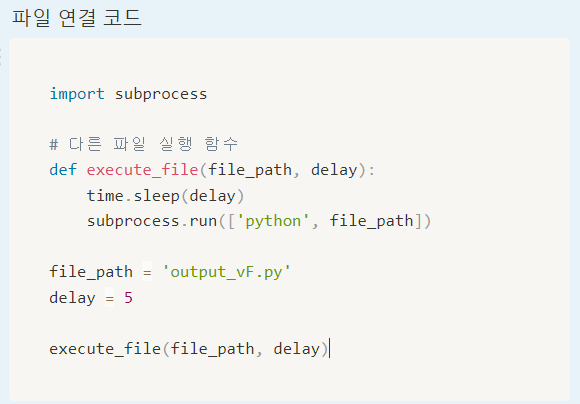 파일 연결 코드
import subprocess
# 다른 파일 실행 함수
def execute_file(file_path, delay):
    time.sleep(delay)
    subprocess.run(['python', file_path])
file_path = 'output_vF.py'
delay = 5
execute_file(file_path, delay)